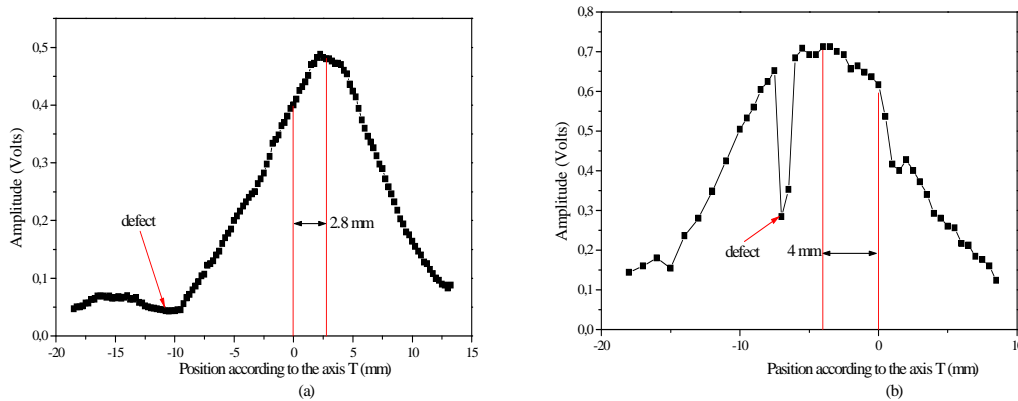 0,5
0,4
0,3
0,2
0,1
0,0
Amplitude (Volts)
defect
2.8 mm
-20
-15
-10
-5
0
5
10
15
Position according to the axis T (mm)
(a)
0,8
0,7
0,6
0,5
0,4
0,3
0,2
0,1
0,0
Amplitude (Volts)
defect
4 mm
-20
-10
0
10
Pasition according to the axis T (mm)
(b)